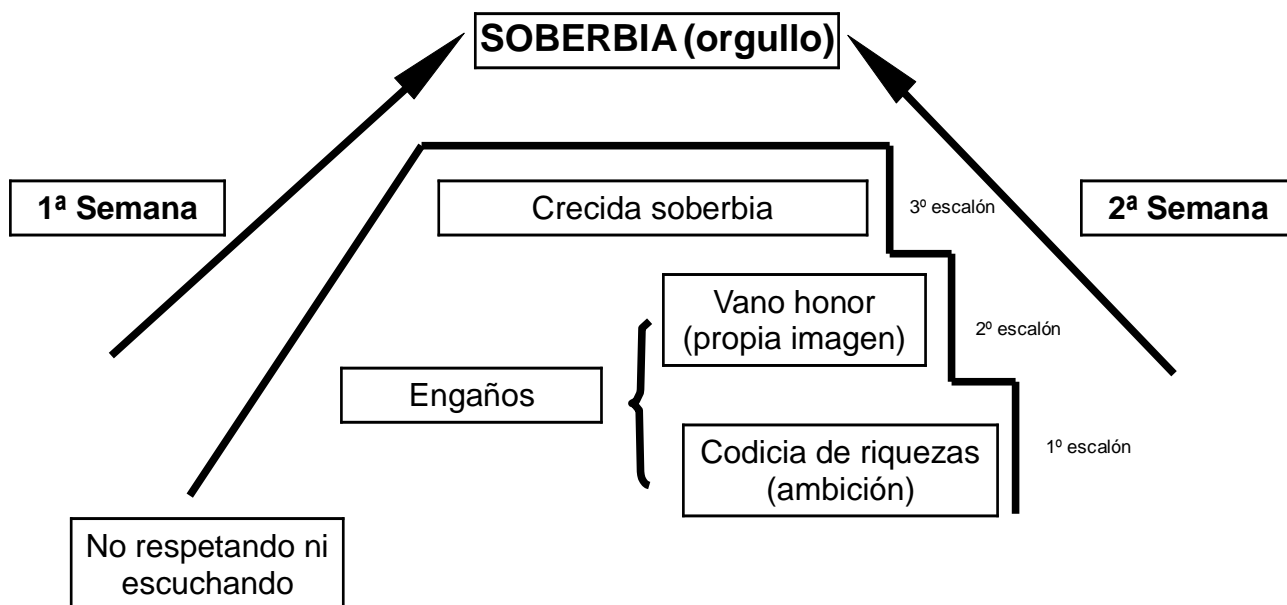 SOBERBIA (orgullo)
1ª Semana
Crecida soberbia
3º escalón
2ª Semana
Vano honor
(propia imagen)
2º escalón
Engaños
Codicia de riquezas
(ambición)
1º escalón
No respetando ni
escuchando